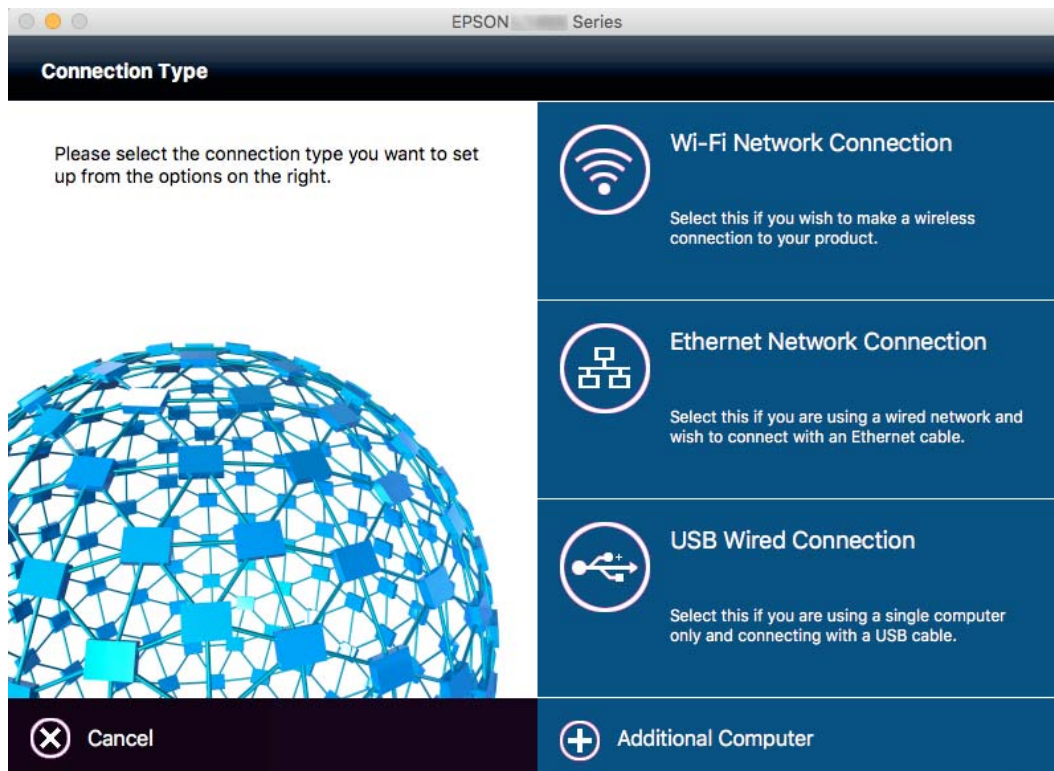 EPSON Series
Connection Type
Please select the connection type you want to set
up from the options on the right.
Wi-Fi Network Connection
Select this if you wish to make a wireless
connection to your product.
Ethernet Network Connection
Select this if you are using a wired network and
wish to connect with an Ethernet cable.
USB Wired Connection
Select this if you are using a single computer
only and connecting with a USB cable.
Cancel
Additional Computer